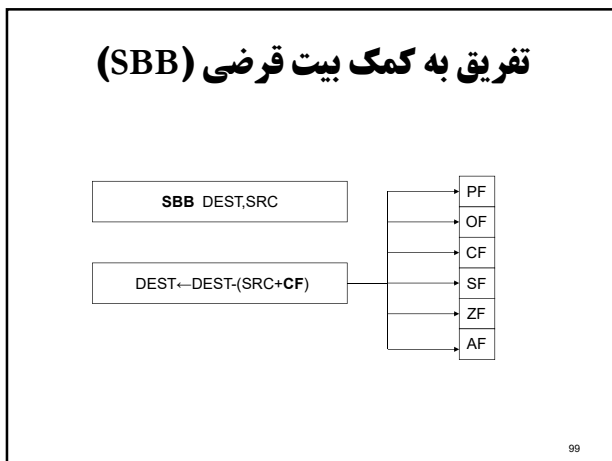 تفریق به کمک بیت قرضی (SBB)
SBB DEST,SRC
DEST←DEST-(SRC+CF)
PF
OF
CF
SF
ZF
AF
99